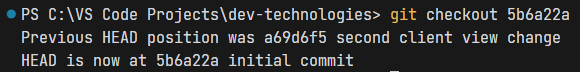 PS C:\VS Code Projects\dev-technologies> git checkout 5b6a22a
Previous HEAD position was a69d6f5 second client view change
HEAD is now at 5b6a22a initial commit